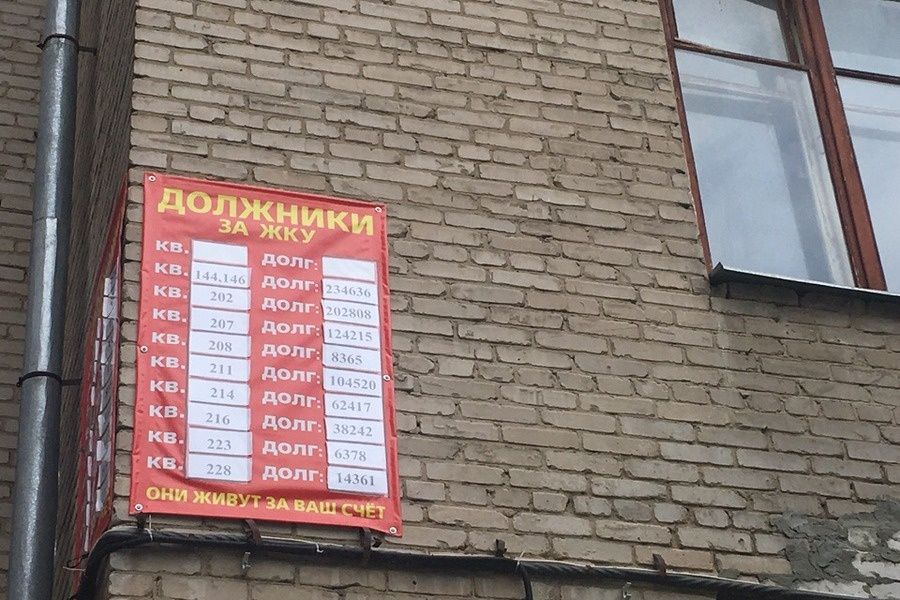 ДОЛЖНИКИ
ЗА ЖКУ
КВ. ДОЛГ:
КВ. 144,146 ДОЛГ: 234636
КВ. 202 ДОЛГ: 202808
КВ. 207 ДОЛГ: 124215
КВ. 208 ДОЛГ: 8365
КВ. 211 ДОЛГ: 104520
КВ. 214 ДОЛГ: 62417
КВ. 216 ДОЛГ: 38242
КВ. 223 ДОЛГ: 6378
КВ. 228 ДОЛГ: 14361
ОНИ ЖИВУТ ЗА ВАШ СЧЁТ